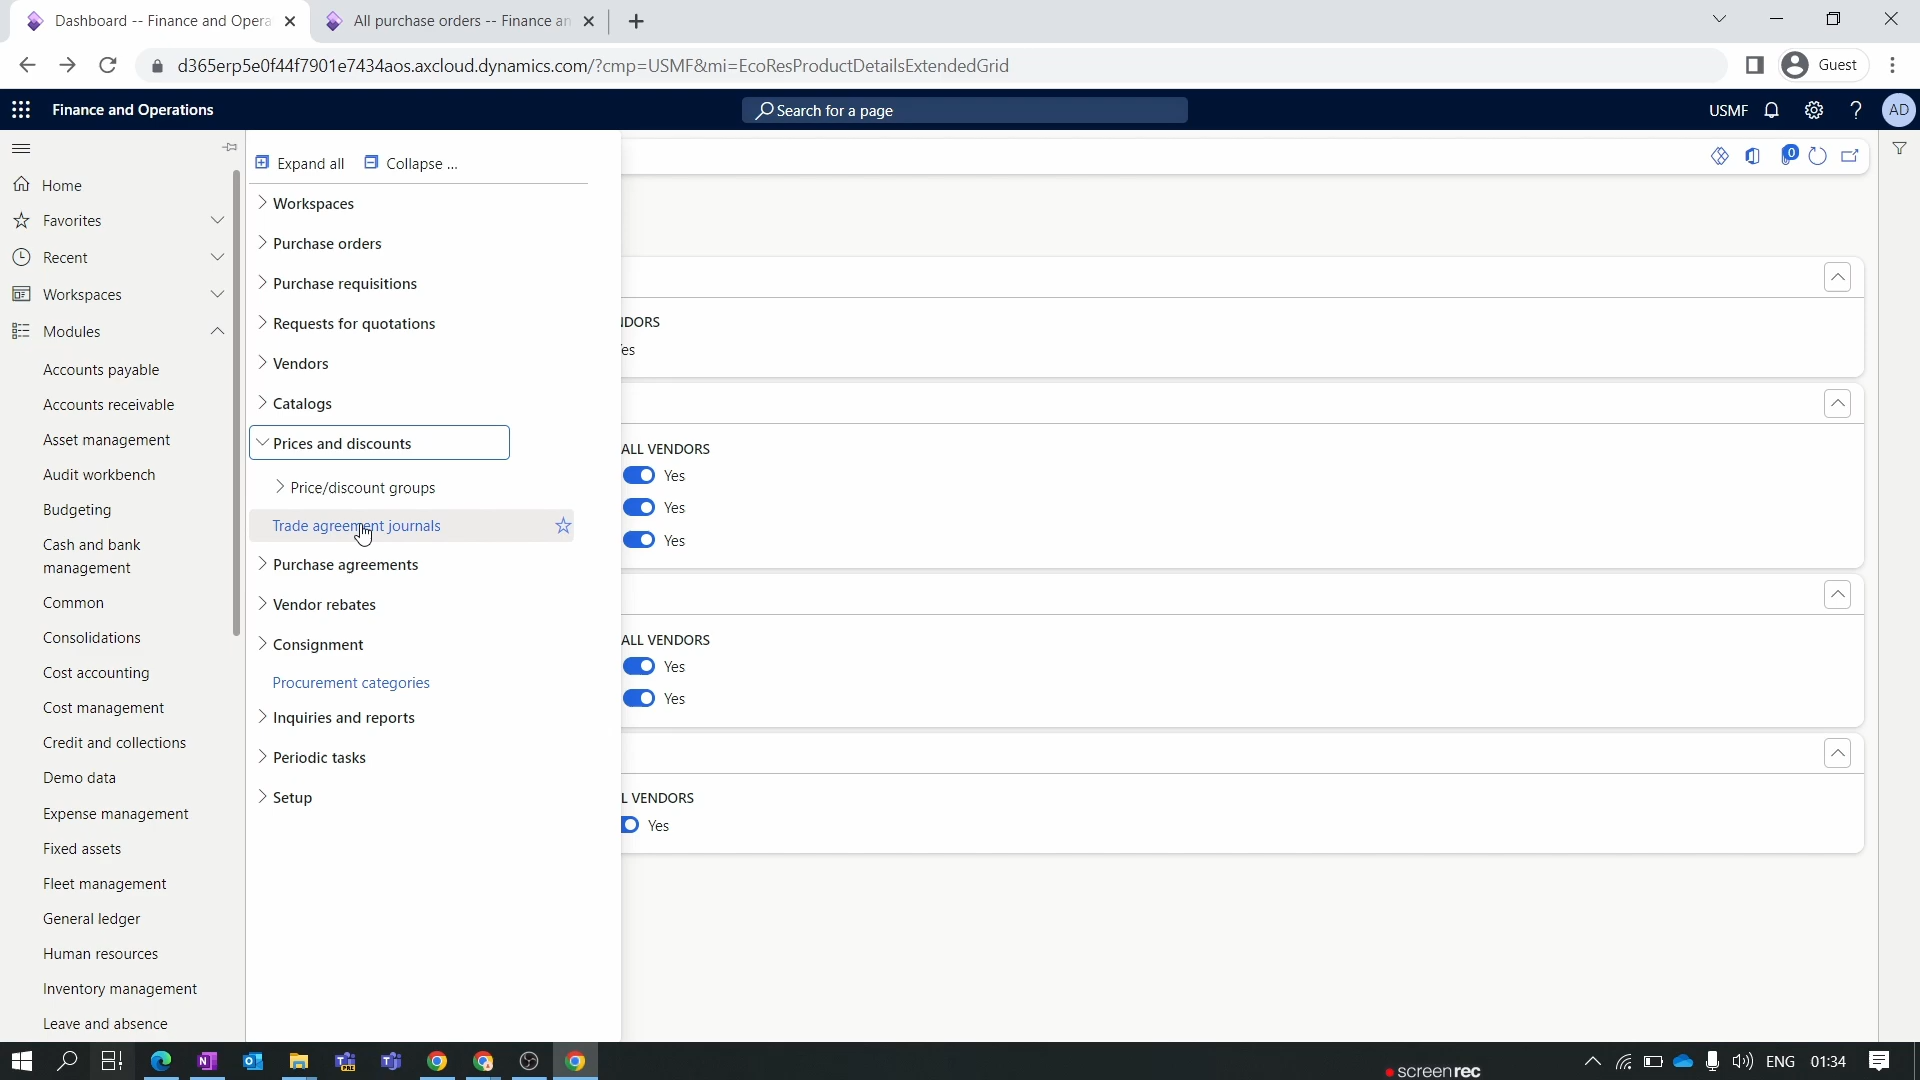 Dashboard -- Finance and Opera
All purchase orders -- Finance an
d365erp5e0f44f7901e7434aos.axcloud.dynamics.com/?cmp=USMF&mi=EcoResProductDetailsExtendedGrid
Guest
Finance and Operations
Search for a page
USMF
AD
Expand all
Collapse ...
0
Home
Favorites
Recent
Workspaces
Modules
Accounts payable
Accounts receivable
Asset management
Audit workbench
Budgeting
Cash and bank
management
Common
Consolidations
Cost accounting
Cost management
Credit and collections
Demo data
Expense management
Fixed assets
Fleet management
General ledger
Human resources
Inventory management
Leave and absence
Workspaces
Purchase orders
Purchase requisitions
Requests for quotations
Vendors
Catalogs
Prices and discounts
Price/discount groups
Trade agreement journals
Purchase agreements
Vendor rebates
Consignment
Procurement categories
Inquiries and reports
Periodic tasks
Setup
NDORS
Yes
ALL VENDORS
Yes
Yes
Yes
ALL VENDORS
Yes
Yes
L VENDORS
Yes
screenrec
ENG
01:34